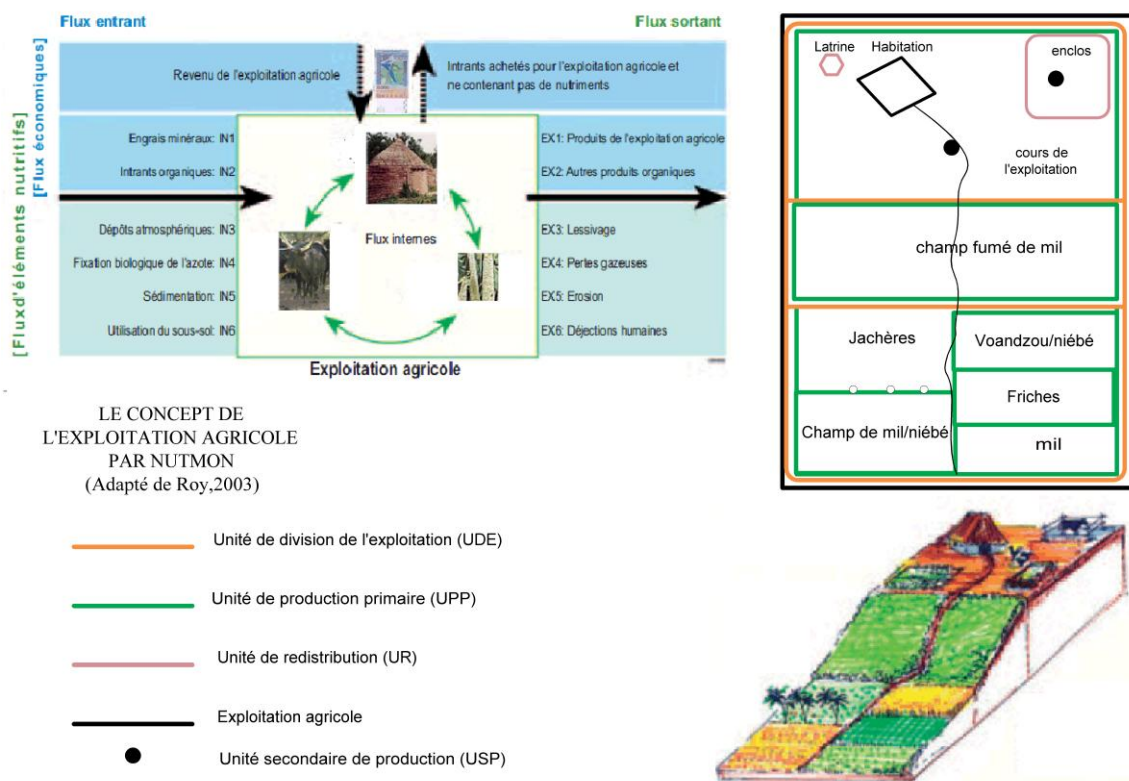 Flux entrant
Flux sortant
[Flux économiques]
[Fluxd'éléments nutritifs]
Revenu de l'exploitation agricole
Intrants achetés pour l'exploitation agricole et
ne contenant pas de nutriments
Engrais minéraux: IN1
Intrants organiques: IN2
Dépôts atmosphériques: IN3
Fixation biologique de l'azote: IN4
Sédimentation: IN5
Utilisation du sous-sol: IN6
Flux internes
EX1: Produits de l'exploitation agricole
EX2: Autres produits organiques
EX3: Lessivage
EX4: Pertes gazeuses
EX5: Erosion
EX6: Déjections humaines
Exploitation agricole
LE CONCEPT DE
L'EXPLOITATION AGRICOLE
PAR NUTMON
(Adapté de Roy,2003)
Unité de division de l'exploitation (UDE)
Unité de production primaire (UPP)
Unité de redistribution (UR)
Exploitation agricole
Unité secondaire de production (USP)
Latrine
Habitation
enclos
cours de
l'exploitation
champ fumé de mil
Jachères
Voandzou/niébé
Friches
Champ de mil/niébé
mil